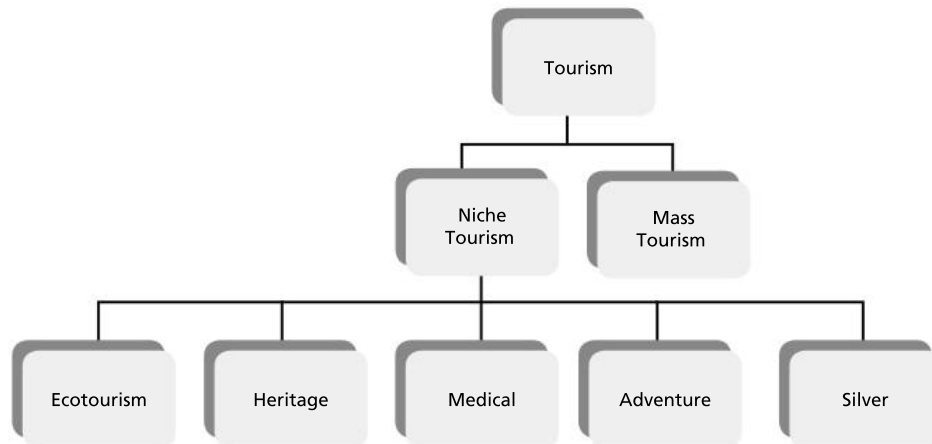 Tourism
Niche
Tourism
Mass
Tourism
Ecotourism
Heritage
Medical
Adventure
Silver